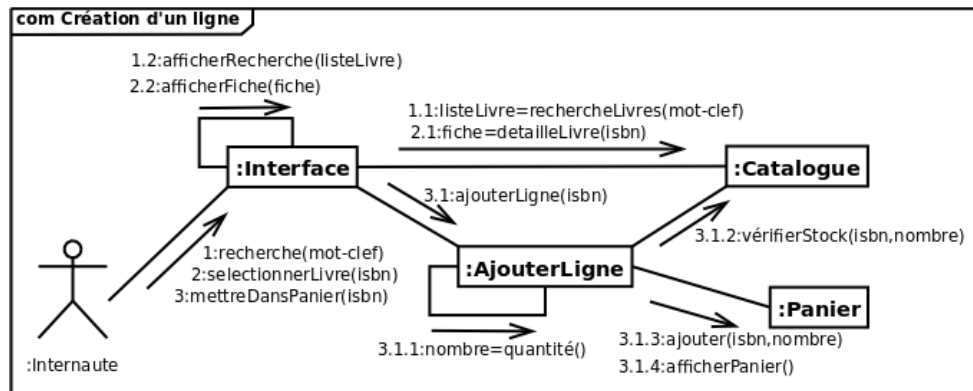 com Création d'un ligne
1.2:afficherRecherche(listeLivre)
2.2:afficherFiche(fiche)
1.1:listeLivre=rechercheLivres(mot-clef)
2.1:fiche=detailleLivre(isbn)
:Interface
:Catalogue
3.1:ajouterLigne(isbn)
3.1.2:vérifierStock(isbn,nombre)
1:recherche(mot-clef)
2:selectionnerLivre(isbn)
3:mettreDansPanier(isbn)
:AjouterLigne
:Panier
3.1.1:nombre=quantité()
3.1.3:ajouter(isbn,nombre)
3.1.4:afficherPanier()
:Internaute